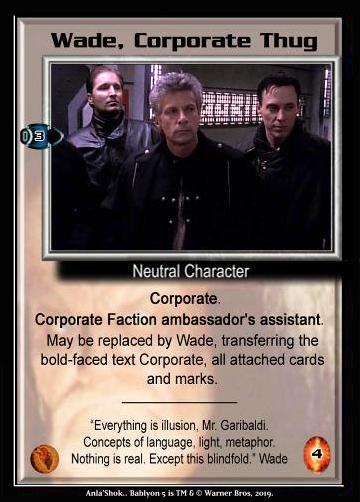 Wade, Corporate Thug
3
Neutral Character
Corporate.
Corporate Faction ambassador's assistant.
May be replaced by Wade, transferring the
bold-faced text Corporate, all attached cards
and marks.
"Everything is illusion, Mr. Garibaldi.
Concepts of language, light, metaphor.
Nothing is real. Except this blindfold." Wade
4
Anla'Shok.. Bablyon 5 is TM & © Warner Bros, 2019.